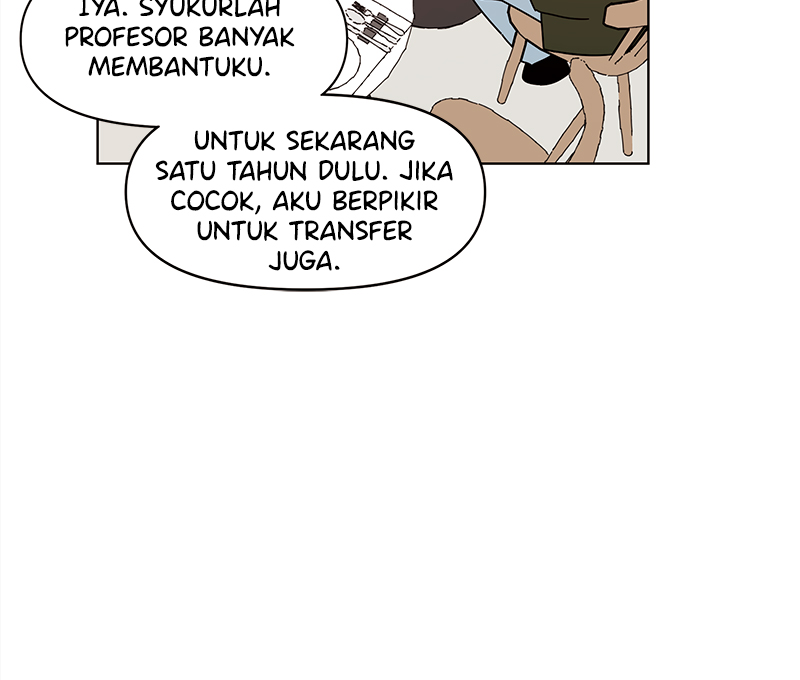 IYA. SYUKURLAH
PROFESOR BANYAK
MEMBANTUKU.
UNTUK SEKARANG
SATU TAHUN DULU. JIKA
COCOK, AKU BERPIKIR
UNTUK TRANSFER
JUGA.